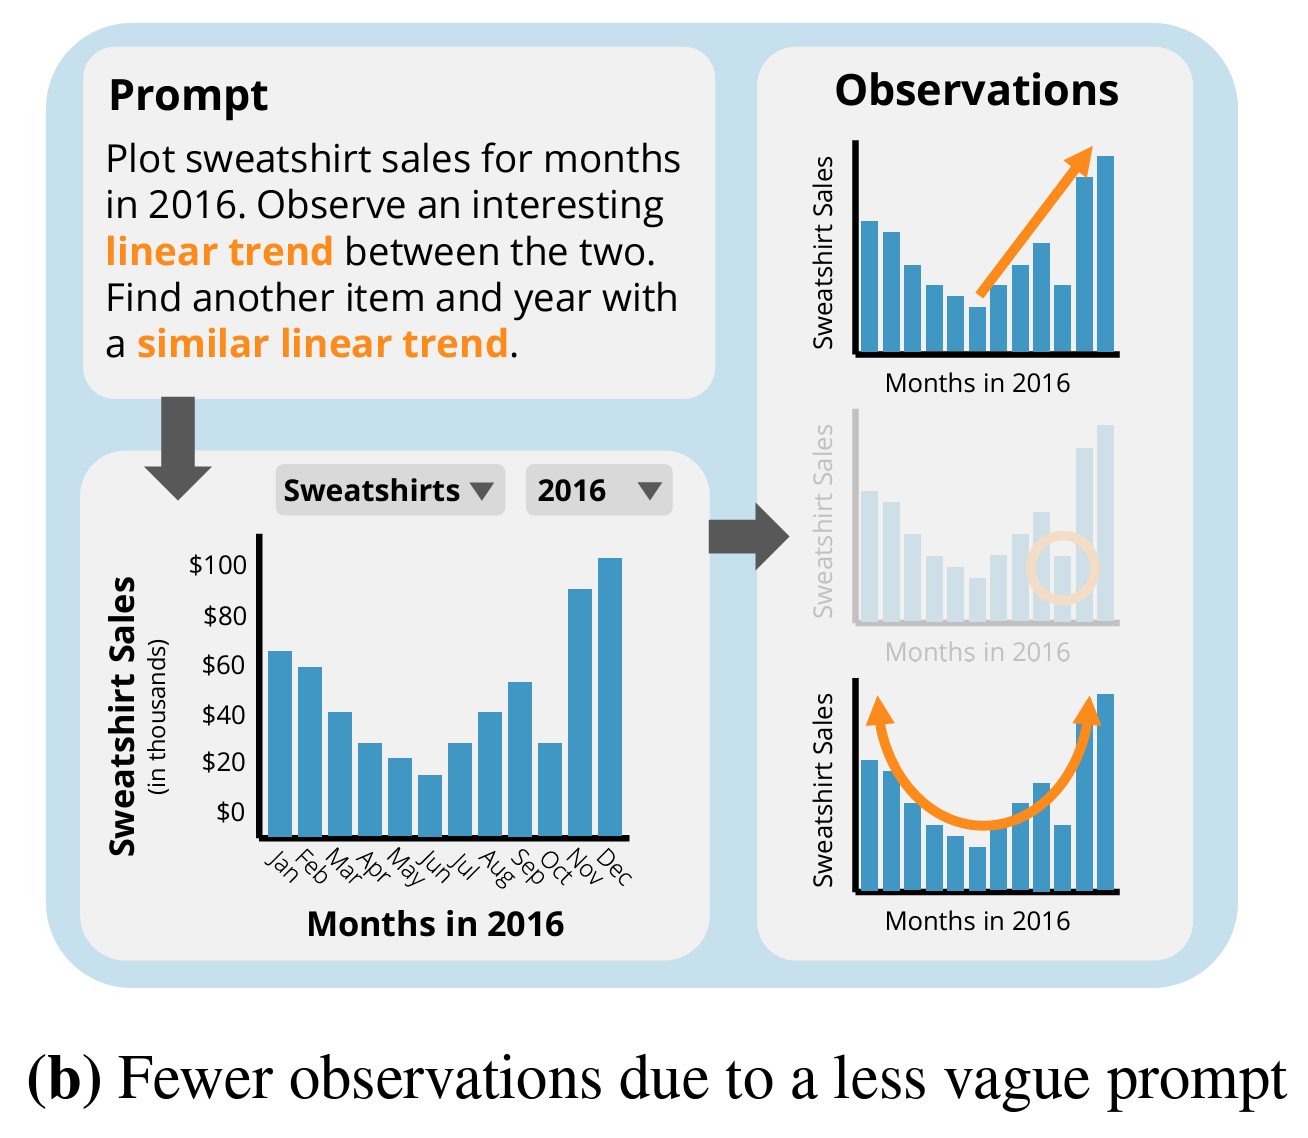 Prompt
Plot sweatshirt sales for months
in 2016. Observe an interesting
linear trend between the two.
Find another item and year with
a similar linear trend.
Sweatshirts
2016
Sweatshirt Sales
(in thousands)
$100
$80
$60
$40
$20
$0
Jan
Feb
Mar
Apr
May
Jun
Jul
Aug
Sep
Oct
Nov
Dec
Months in 2016
Observations
Sweatshirt Sales
Months in 2016
Sweatshirt Sales
Months in 2016
Sweatshirt Sales
Months in 2016
(b) Fewer observations due to a less vague prompt